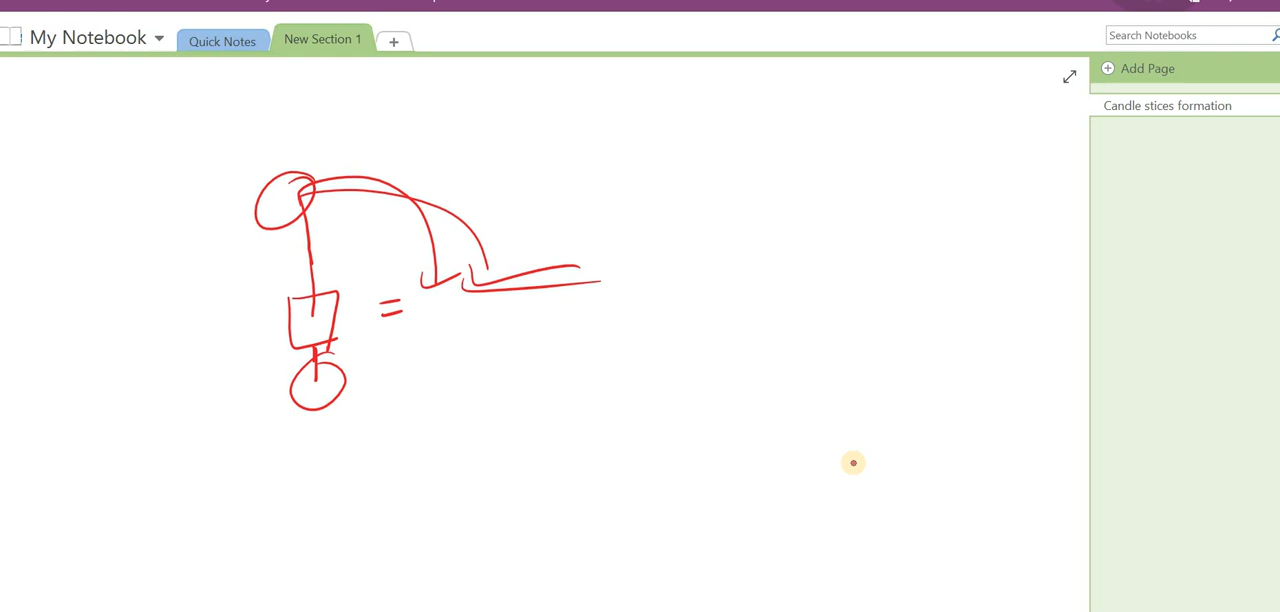 My Notebook
Quick Notes
New Section 1
Search Notebooks
Add Page
Candle stices formation
=